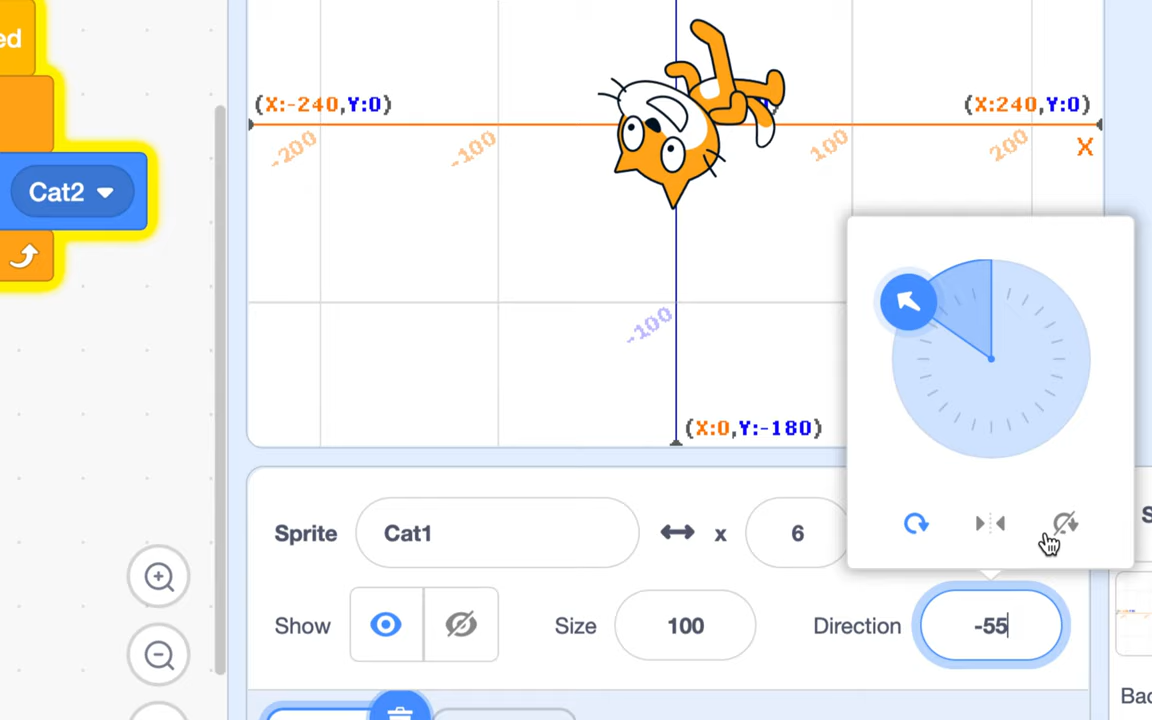 ed
Cat2
(X:-240,Y:0)
(X:240,Y:0)
-200
-100
100
200
X
-100
(X:0,Y:-180)
Sprite
Cat1
x
6
Show
Size
100
Direction
-55
S
Bac